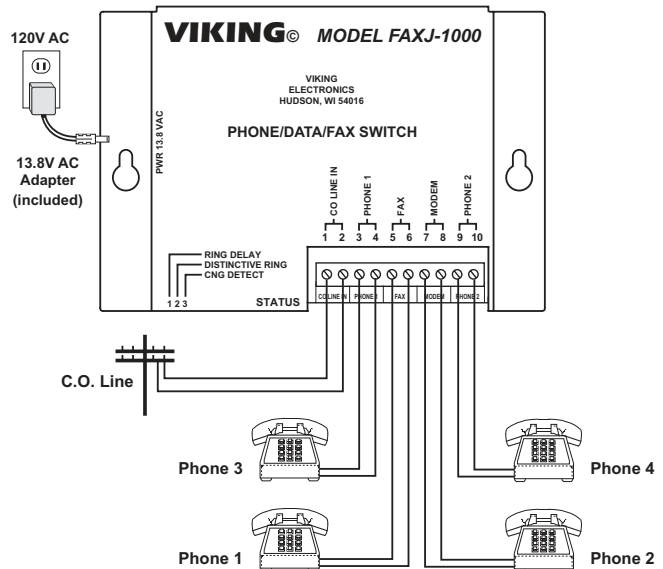 120V AC
VIKING© MODEL FAXJ-1000
VIKING
ELECTRONICS
HUDSON, WI 54016
PHONE/DATA/FAX SWITCH
PWR 13.8 VAC
13.8V AC
Adapter
(included)
CO LINE IN
PHONE 1
FAX
MODEM
PHONE 2
1 2 3 4 5 6 7 8 9 10
RING DELAY
DISTINCTIVE RING
CNG DETECT
1 2 3
STATUS
CO LINE IN PHONE 1 FAX MODEM PHONE 2
C.O. Line
Phone 3
Phone 4
Phone 1
Phone 2